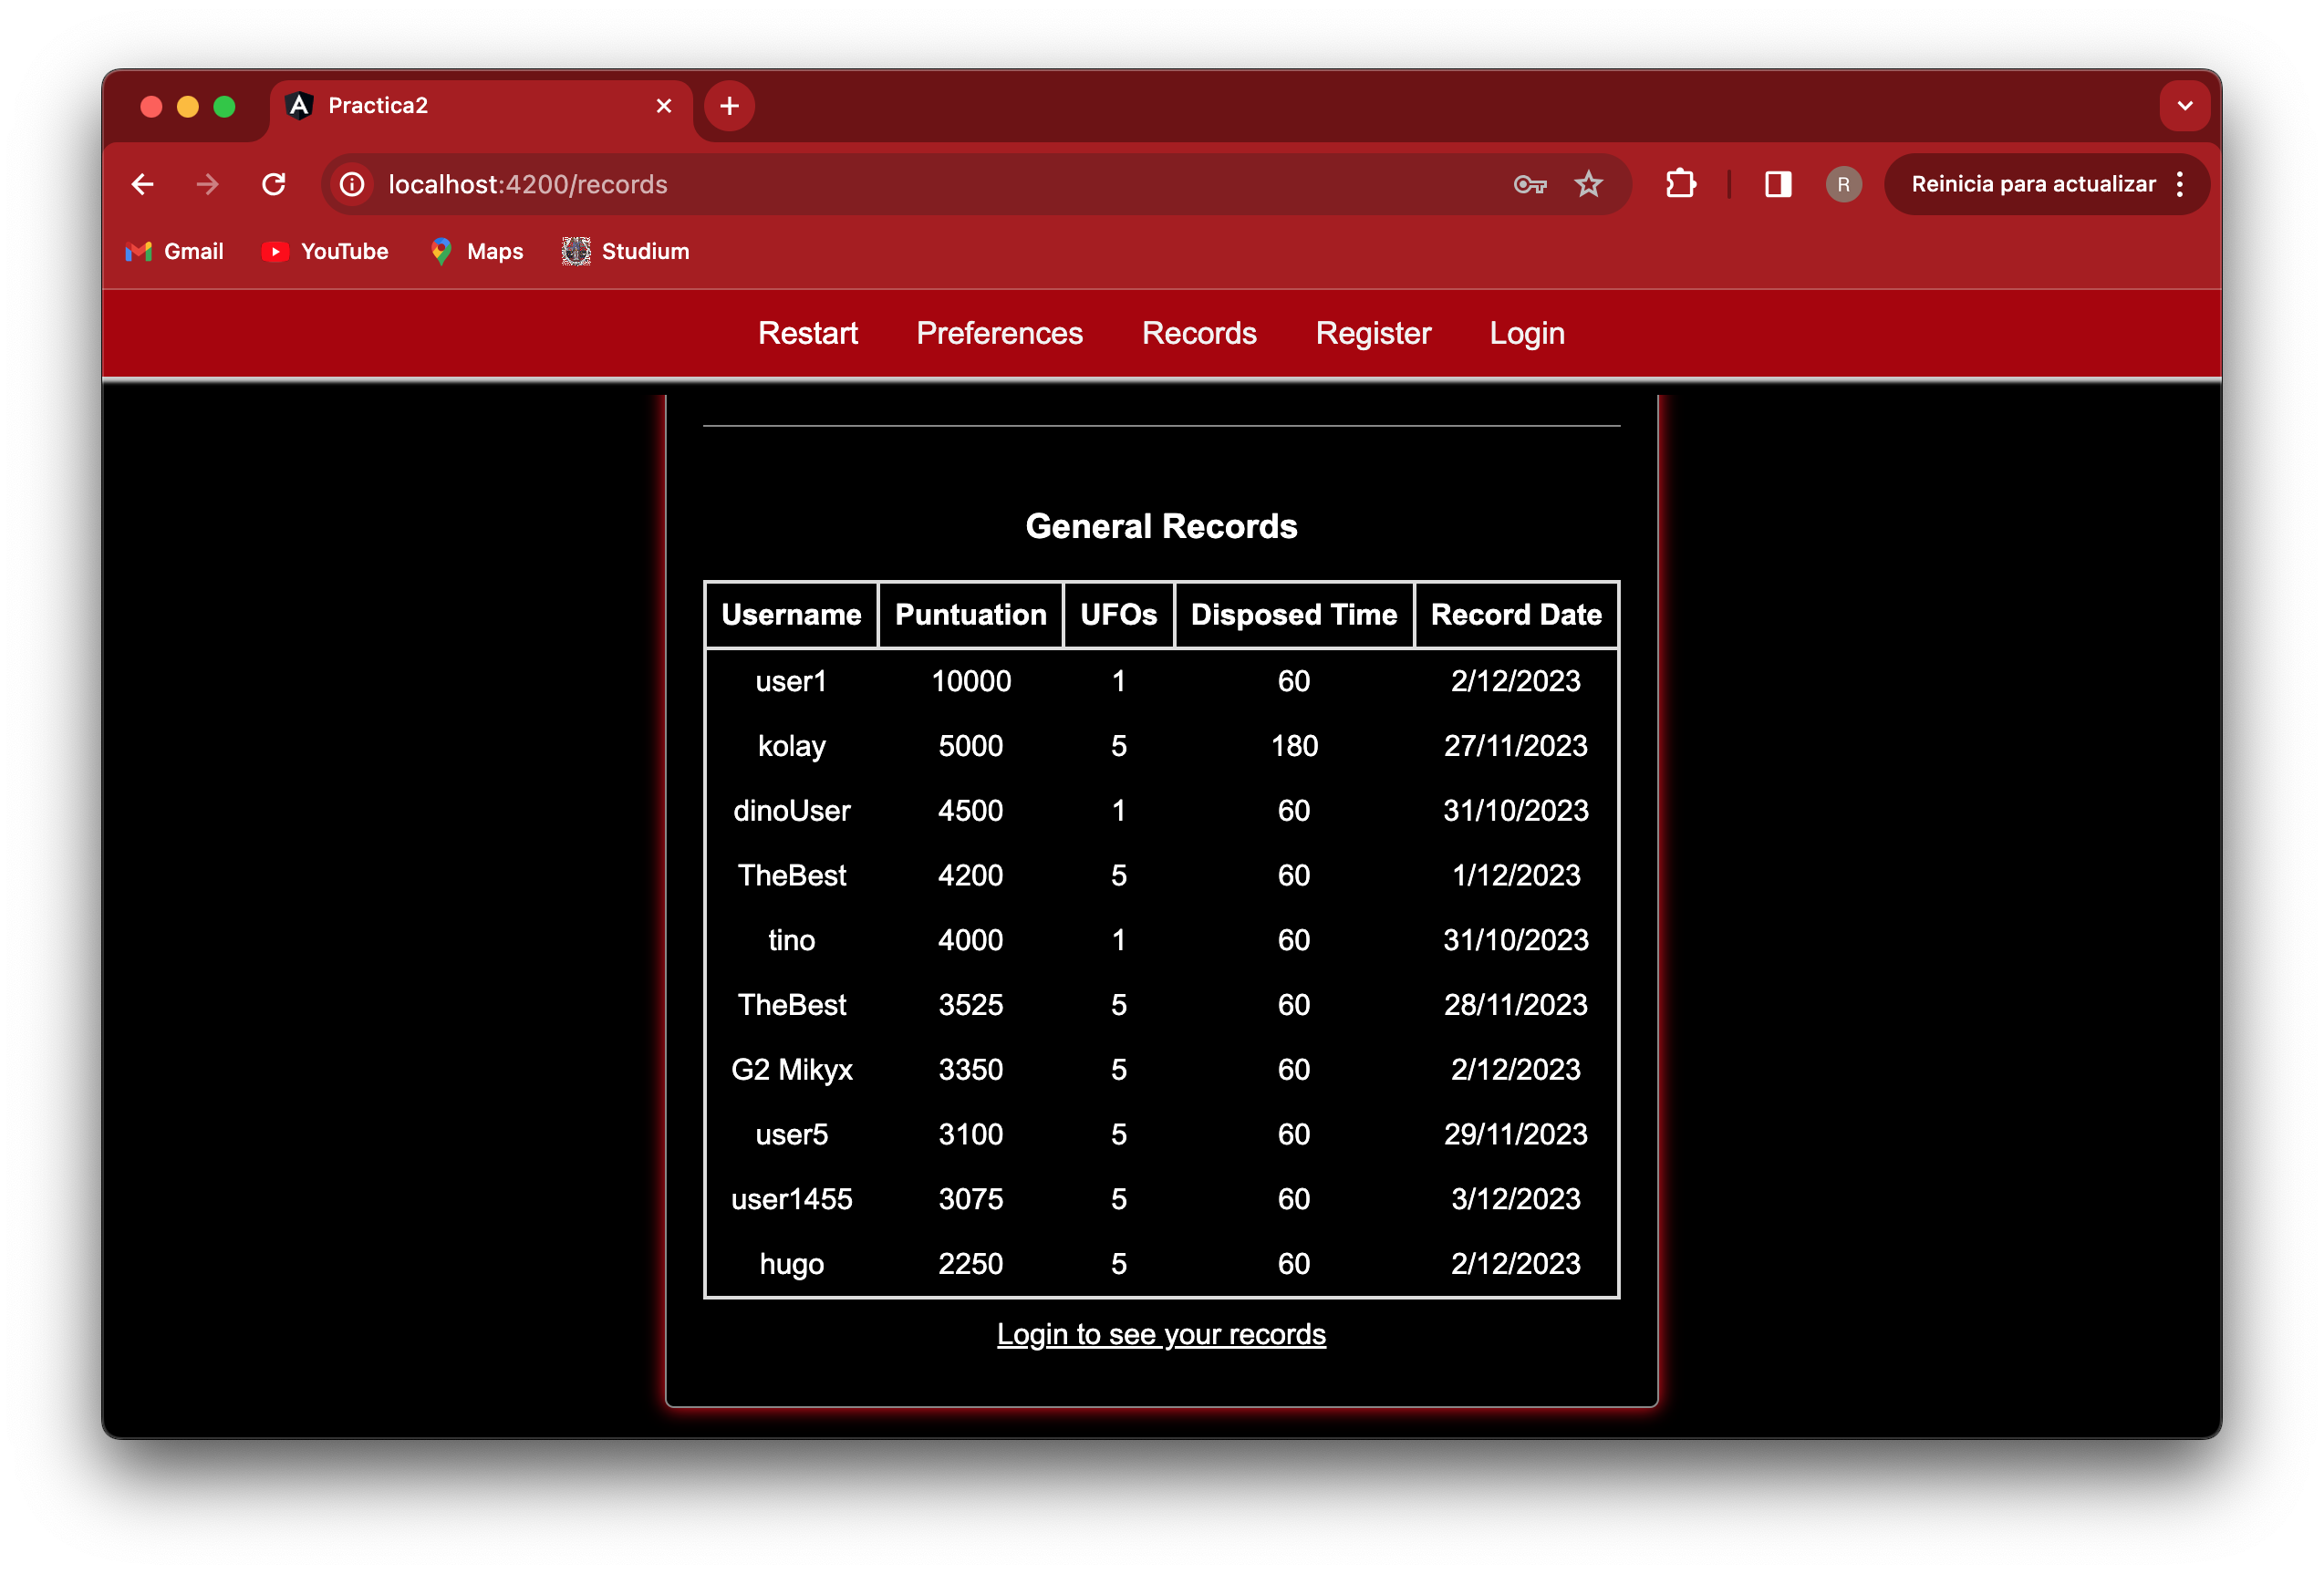 Practica2
localhost:4200/records
R
Reinicia para actualizar
Gmail YouTube Maps Studium
Restart Preferences Records Register Login
General Records
Username Puntuation UFOs Disposed Time Record Date
user1 10000 1 60 2/12/2023
kolay 5000 5 180 27/11/2023
dinoUser 4500 1 60 31/10/2023
TheBest 4200 5 60 1/12/2023
tino 4000 1 60 31/10/2023
TheBest 3525 5 60 28/11/2023
G2 Mikyx 3350 5 60 2/12/2023
user5 3100 5 60 29/11/2023
user1455 3075 5 60 3/12/2023
hugo 2250 5 60 2/12/2023
Login to see your records